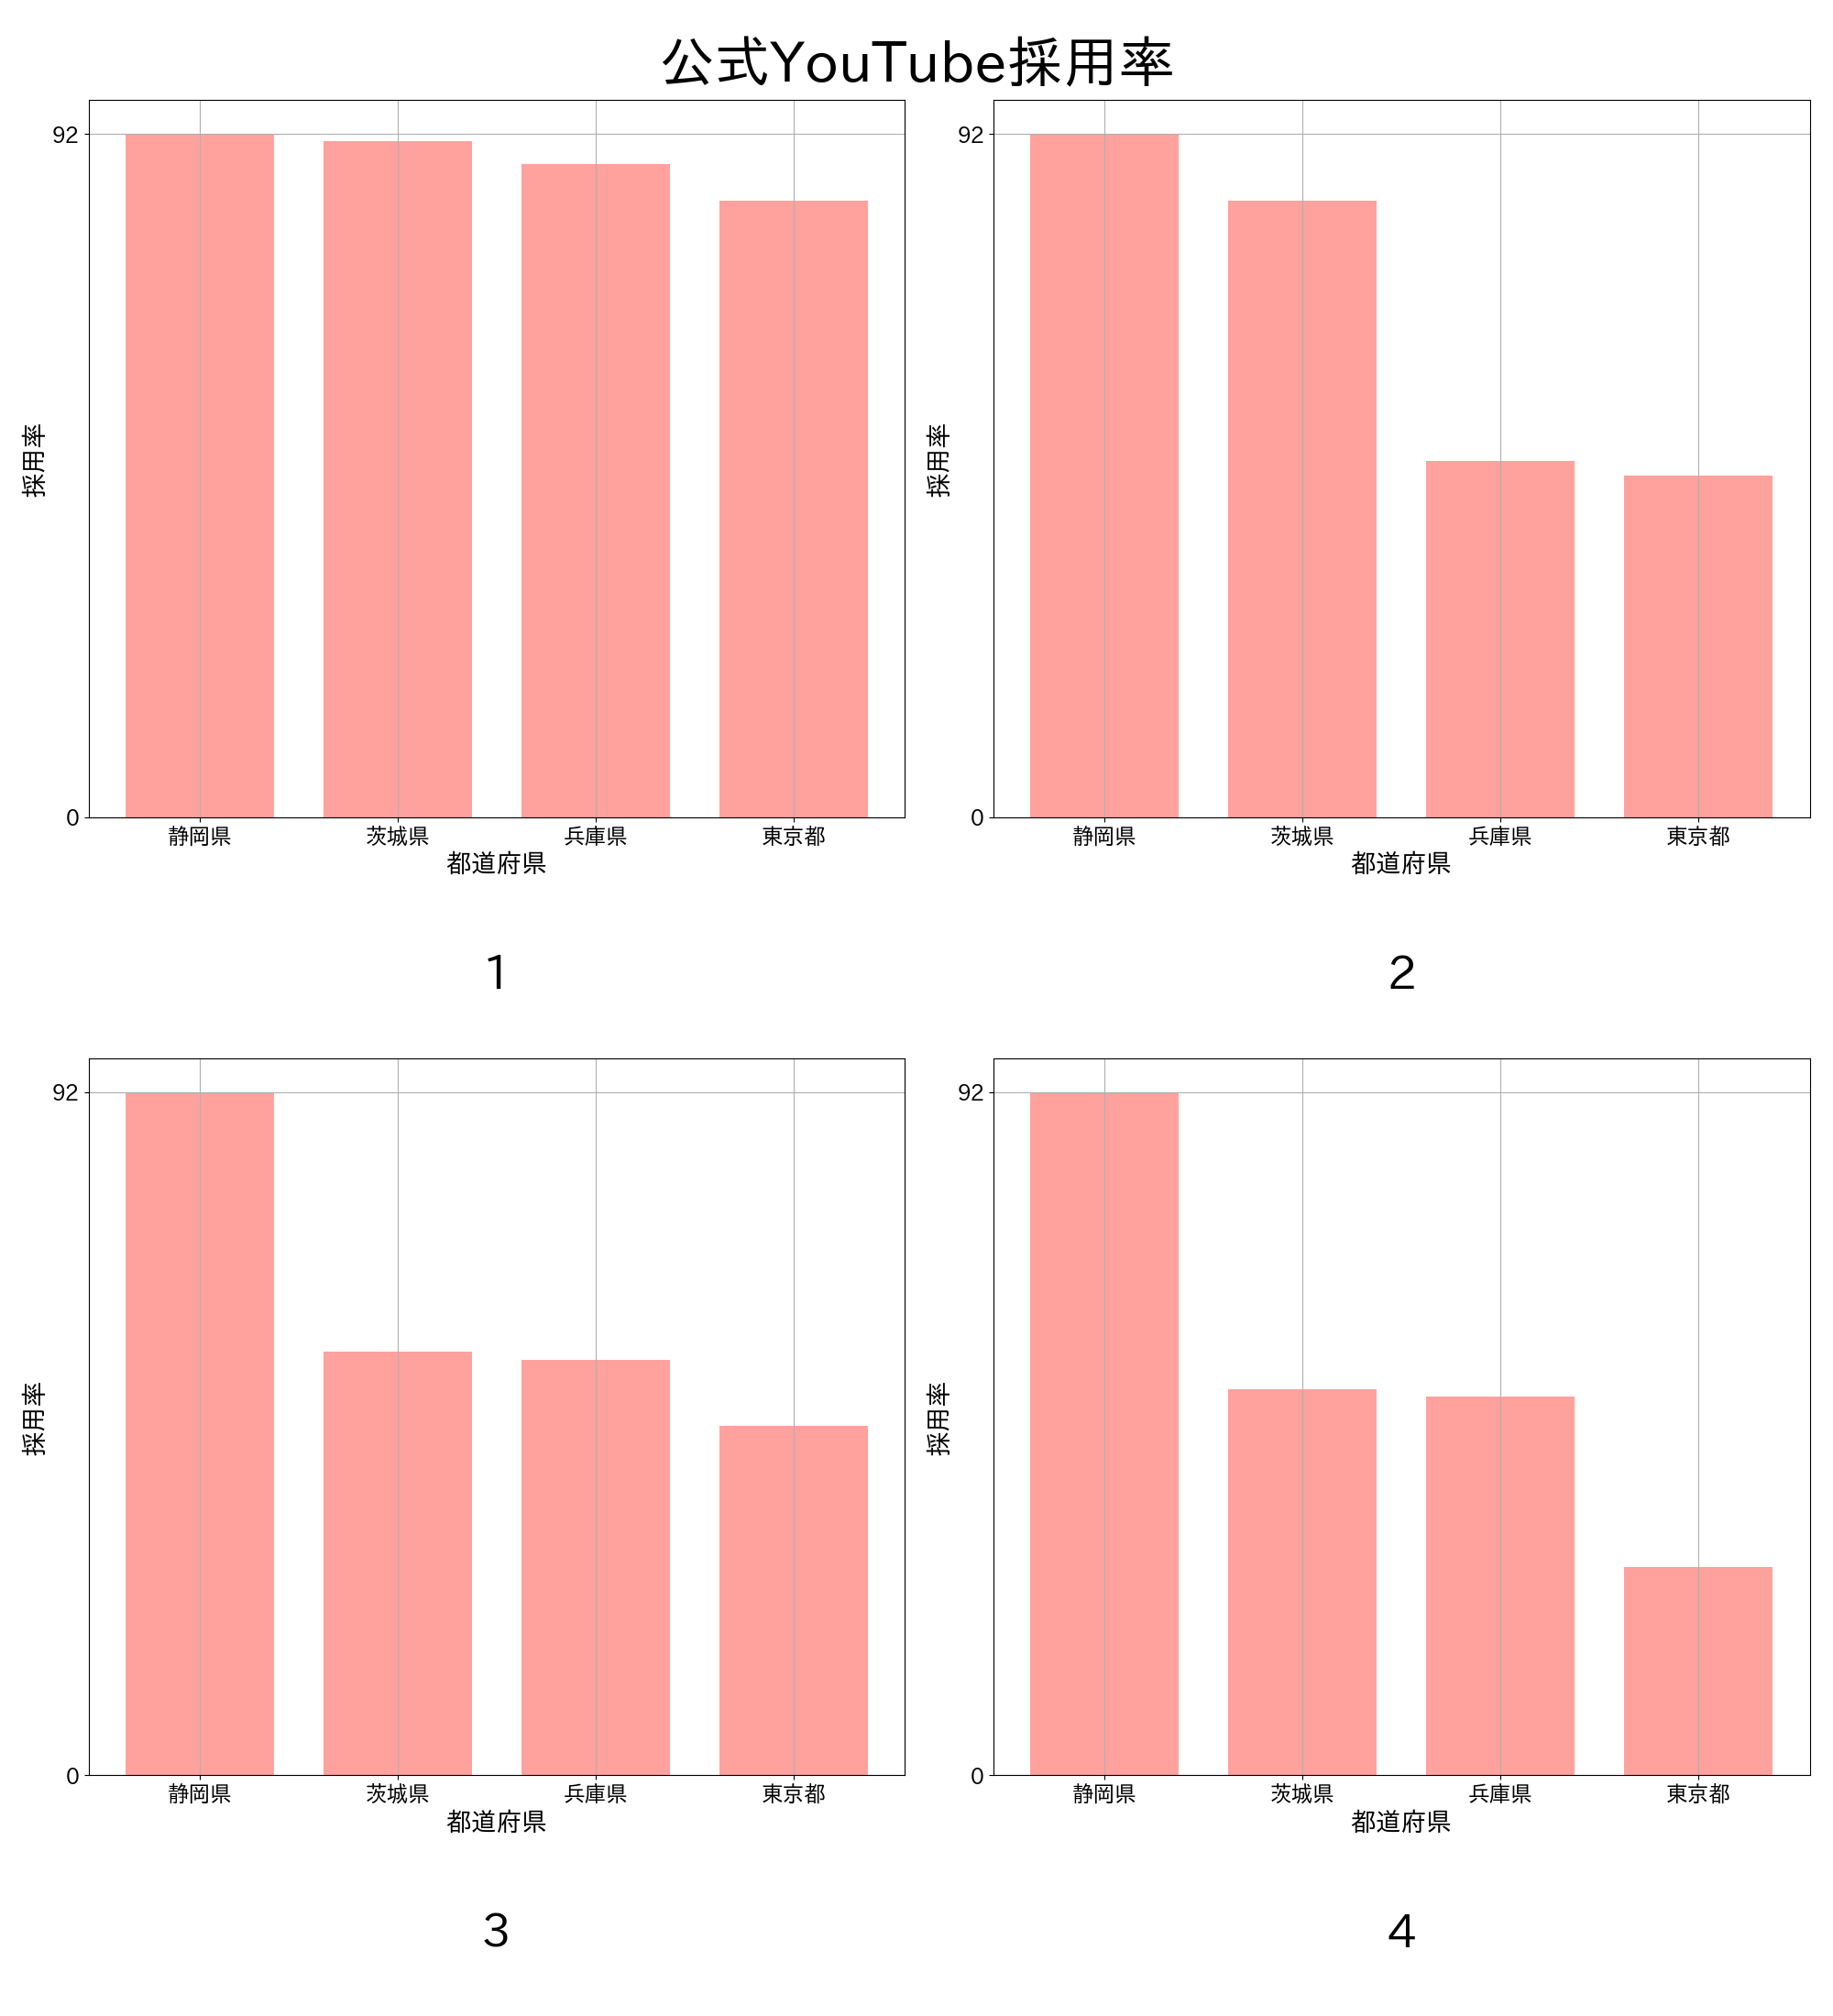 公式YouTube採用率
92
0
採用率
静岡県 茨城県 兵庫県 東京都
都道府県
1
92
0
採用率
静岡県 茨城県 兵庫県 東京都
都道府県
2
92
0
採用率
静岡県 茨城県 兵庫県 東京都
都道府県
3
92
0
採用率
静岡県 茨城県 兵庫県 東京都
都道府県
4